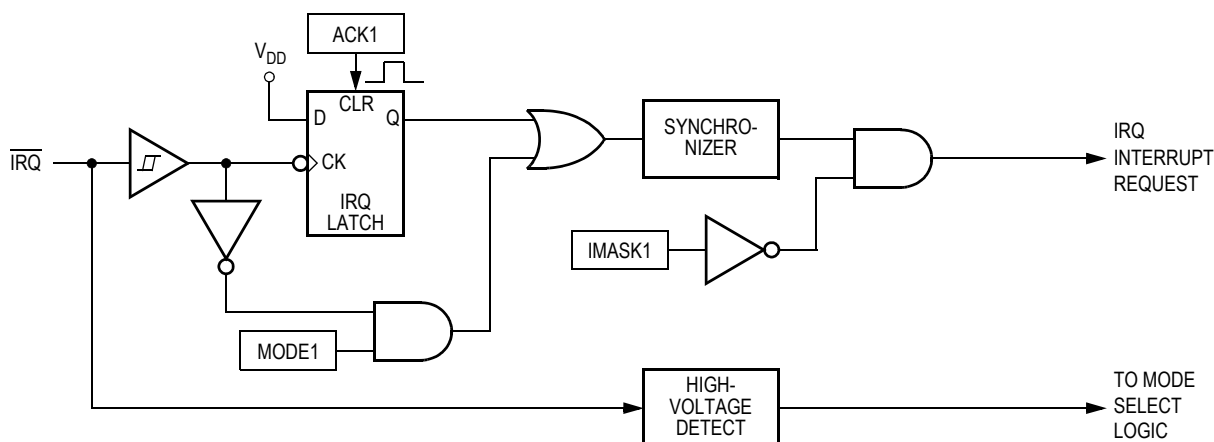 ACK1
VDD
CLR
D
Q
IRQ
CK
IRQ
LATCH
SYNCHRO-
NIZER
IRQ
INTERRUPT
REQUEST
IMASK1
MODE1
HIGH-
VOLTAGE
DETECT
TO MODE
SELECT
LOGIC